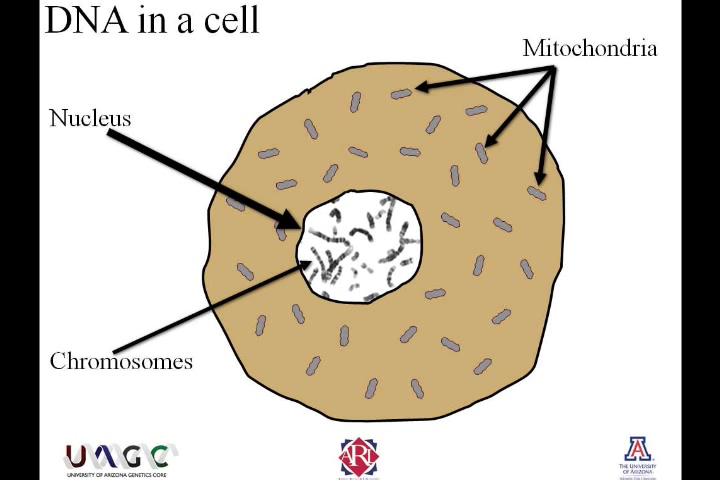 DNA in a cell
Mitochondria
Nucleus
Chromosomes
UAGC
UNIVERSITY OF ARIZONA GENETICS CORE
ARL
A
THE UNIVERSITY
OF ARIZONA